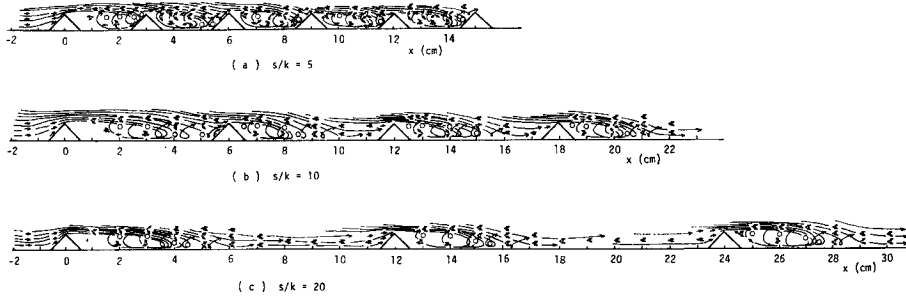 -2 0 2 4 6 8 10 12 14
x (cm)
( a ) s/k = 5
-2 0 2 4 6 8 10 12 14 16 18 20 22
x (cm)
( b ) s/k = 10
-2 0 2 4 6 8 10 12 14 16 18 20 22 24 26 28 30
x (cm)
( c ) s/k = 20